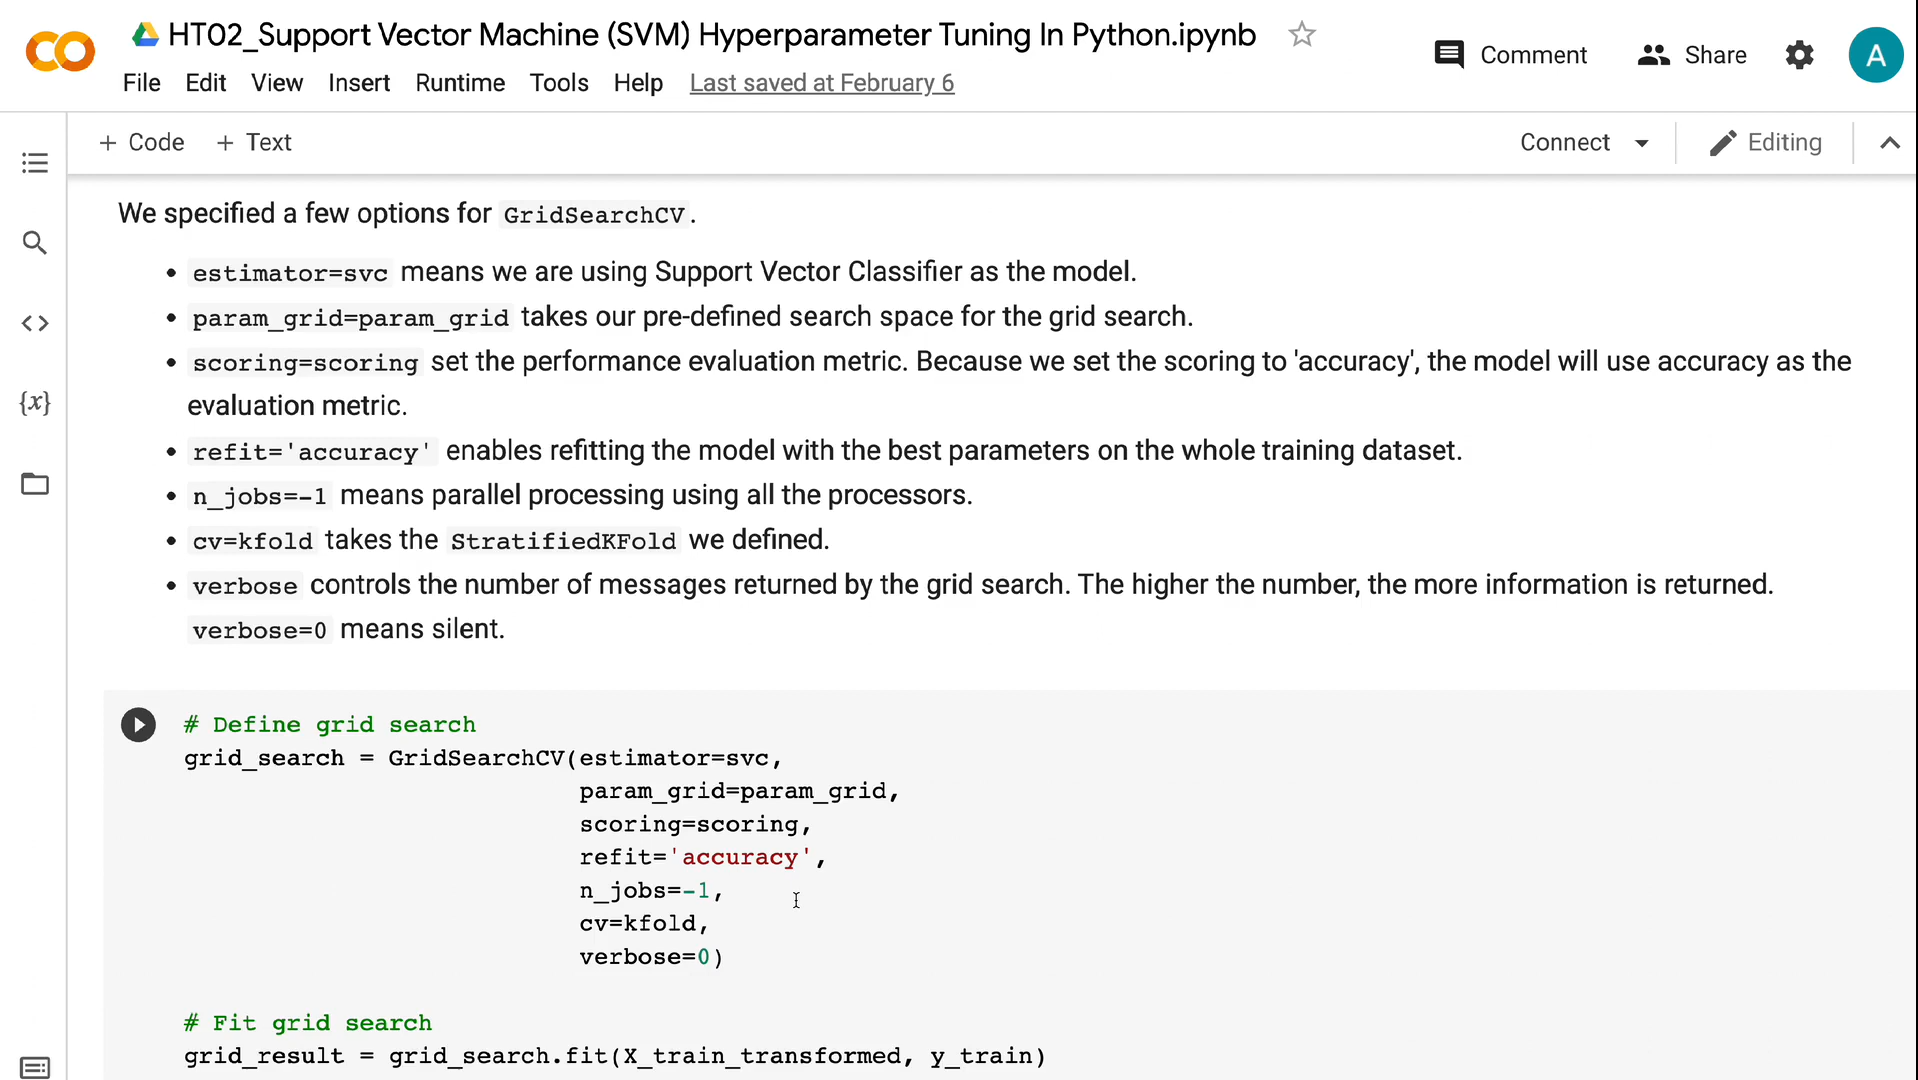 HT02_Support Vector Machine (SVM) Hyperparameter Tuning In Python.ipynb
File Edit View Insert Runtime Tools Help Last saved at February 6
Comment Share A
+ Code + Text
Connect Editing
We specified a few options for GridSearchCV.
• estimator=svc means we are using Support Vector Classifier as the model.
• param_grid=param_grid takes our pre-defined search space for the grid search.
• scoring=scoring set the performance evaluation metric. Because we set the scoring to 'accuracy', the model will use accuracy as the
evaluation metric.
• refit='accuracy' enables refitting the model with the best parameters on the whole training dataset.
• n_jobs=-1 means parallel processing using all the processors.
• cv=kfold takes the StratifiedKFold we defined.
• verbose controls the number of messages returned by the grid search. The higher the number, the more information is returned.
verbose=0 means silent.
# Define grid search
grid_search = GridSearchCV(estimator=svc,
param_grid=param_grid,
scoring=scoring,
refit='accuracy',
n_jobs=-1,
cv=kfold,
verbose=0)
# Fit grid search
grid_result = grid_search.fit(X_train_transformed, y_train)